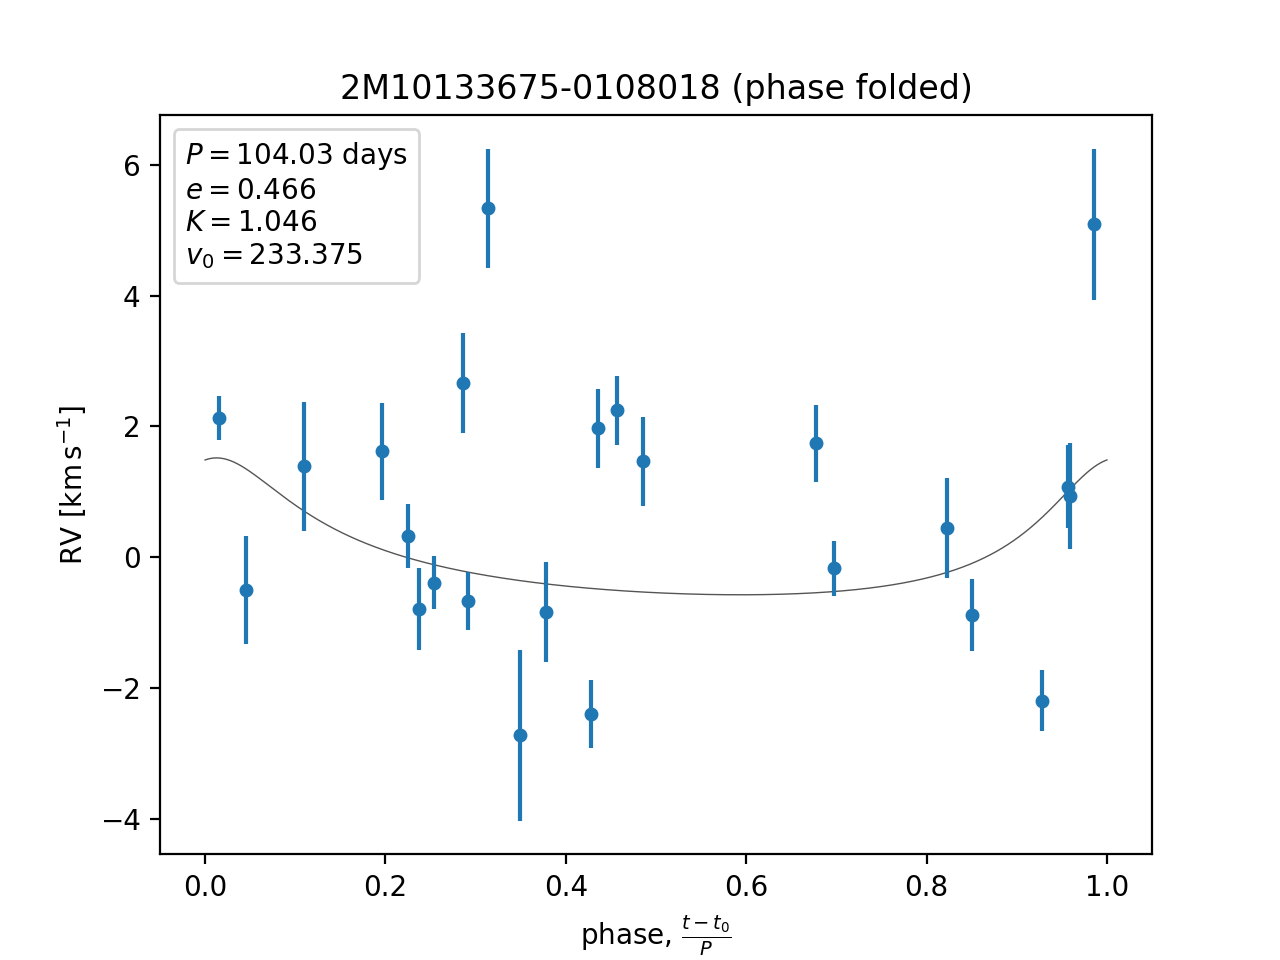 2M10133675-0108018 (phase folded)
P = 104.03 days
e = 0.466
K = 1.046
v₀ = 233.375
RV [km s⁻¹]
6
4
2
0
−2
−4
0.0 0.2 0.4 0.6 0.8 1.0
phase, (t − t₀)/P